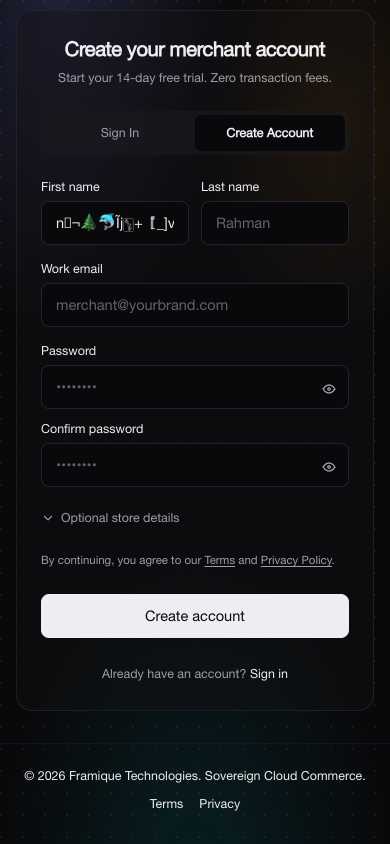 Create your merchant account
Start your 14-day free trial. Zero transaction fees.
Sign In
Create Account
First name
Last name
Rahman
Work email
merchant@yourbrand.com
Password
••••••••
Confirm password
••••••••
Optional store details
By continuing, you agree to our Terms and Privacy Policy.
Create account
Already have an account? Sign in
© 2026 Framique Technologies. Sovereign Cloud Commerce.
Terms Privacy